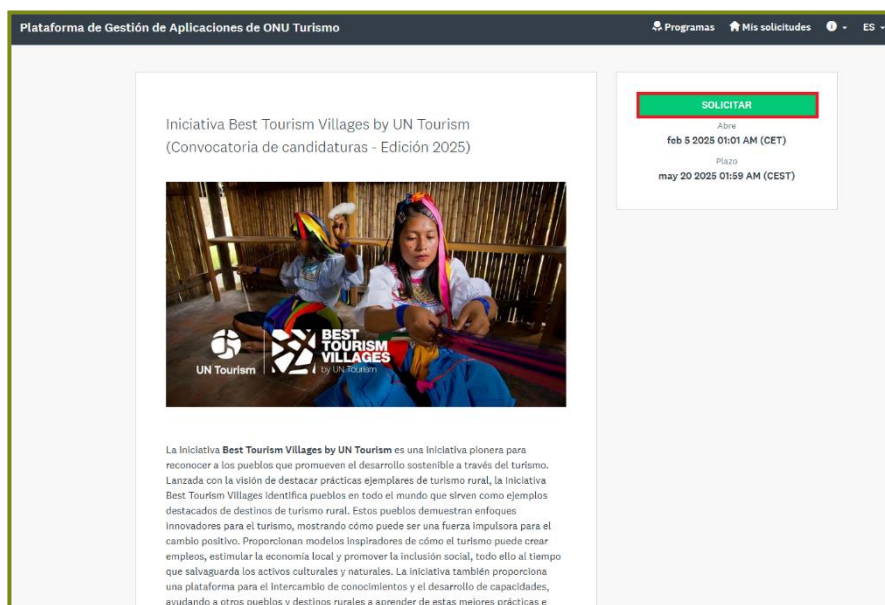 Plataforma de Gestión de Aplicaciones de ONU Turismo
Programas
Mis solicitudes
ES
Iniciativa Best Tourism Villages by UN Tourism
(Convocatoria de candidaturas - Edición 2025)
SOLICITAR
Abre
feb 5 2025 01:01 AM (CET)
Plazo
may 20 2025 01:59 AM (CEST)
UN Tourism
BEST
TOURISM
VILLAGES
by UN Tourism
La Iniciativa Best Tourism Villages by UN Tourism es una iniciativa pionera para
reconocer a los pueblos que promueven el desarrollo sostenible a través del turismo.
Lanzada con la visión de destacar prácticas ejemplares de turismo rural, la Iniciativa
Best Tourism Villages identifica pueblos en todo el mundo que sirven como ejemplos
destacados de destinos de turismo rural. Estos pueblos demuestran enfoques
innovadores para el turismo, mostrando cómo puede ser una fuerza impulsora para el
cambio positivo. Proporcionan modelos inspiradores de cómo el turismo puede crear
empleos, estimular la economía local y promover la inclusión social, todo ello al tiempo
que salvaguarda los activos culturales y naturales. La iniciativa también proporciona
una plataforma para el intercambio de conocimientos y el desarrollo de capacidades,
ayudando a otros pueblos y destinos rurales a aprender de estas mejores prácticas e